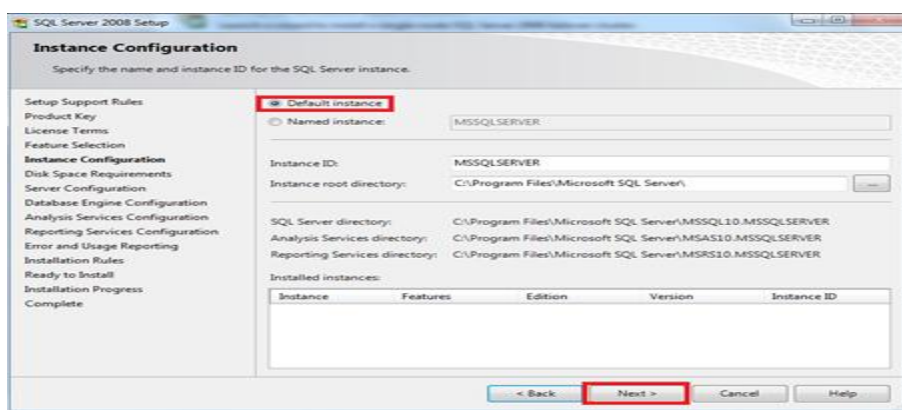 SQL Server 2008 Setup
Instance Configuration
Specify the name and instance ID for the SQL Server instance.
Setup Support Rules
Product Key
License Terms
Feature Selection
Instance Configuration
Disk Space Requirements
Server Configuration
Database Engine Configuration
Analysis Services Configuration
Reporting Services Configuration
Error and Usage Reporting
Installation Rules
Ready to Install
Installation Progress
Complete
Default instance
Named instance: MSSQLSERVER
Instance ID: MSSQLSERVER
Instance root directory: C:\Program Files\Microsoft SQL Server\ ...
SQL Server directory: C:\Program Files\Microsoft SQL Server\MSSQL10.MSSQLSERVER
Analysis Services directory: C:\Program Files\Microsoft SQL Server\MSAS10.MSSQLSERVER
Reporting Services directory: C:\Program Files\Microsoft SQL Server\MSRS10.MSSQLSERVER
Installed instances:
Instance Features Edition Version Instance ID
< Back Next > Cancel Help